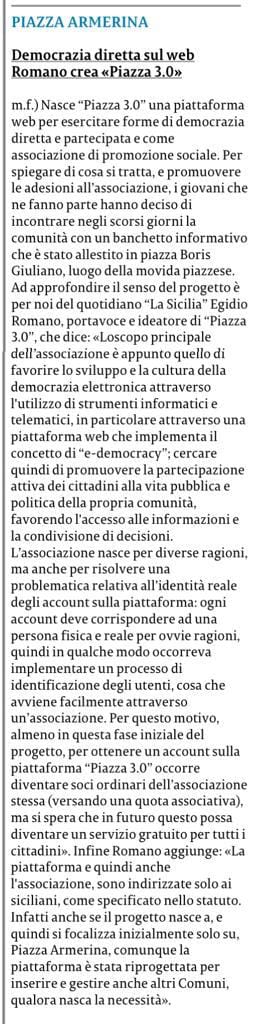 PIAZZA ARMERINA
Democrazia diretta sul web
Romano crea «Piazza 3.0»
m.f.) Nasce “Piazza 3.0” una piattaforma
web per esercitare forme di democrazia
diretta e partecipata e come
associazione di promozione sociale. Per
spiegare di cosa si tratta, e promuovere
le adesioni all’associazione, i giovani che
ne fanno parte hanno deciso di
incontrare negli scorsi giorni la
comunità con un banchetto informativo
che è stato allestito in piazza Boris
Giuliano, luogo della movida piazzese.
Ad approfondire il senso del progetto è
per noi del quotidiano “La Sicilia” Egidio
Romano, portavoce e ideatore di “Piazza
3.0”, che dice: «Loscopo principale
dell’associazione è appunto quello di
favorire lo sviluppo e la cultura della
democrazia elettronica attraverso
l'utilizzo di strumenti informatici e
telematici, in particolare attraverso una
piattaforma web che implementa il
concetto di “e-democracy”; cercare
quindi di promuovere la partecipazione
attiva dei cittadini alla vita pubblica e
politica della propria comunità,
favorendo l'accesso alle informazioni e
la condivisione di decisioni.
L’associazione nasce per diverse ragioni,
ma anche per risolvere una
problematica relativa all'identità reale
degli account sulla piattaforma: ogni
account deve corrispondere ad una
persona fisica e reale per ovvie ragioni,
quindi in qualche modo occorreva
implementare un processo di
identificazione degli utenti, cosa che
avviene facilmente attraverso
un’associazione. Per questo motivo,
almeno in questa fase iniziale del
progetto, per ottenere un account sulla
piattaforma “Piazza 3.0” occorre
diventare soci ordinari dell’associazione
stessa (versando una quota associativa),
ma si spera che in futuro questo possa
diventare un servizio gratuito per tutti i
cittadini». Infine Romano aggiunge: «La
piattaforma e quindi anche
l'associazione, sono indirizzate solo ai
siciliani, come specificato nello statuto.
Infatti anche se il progetto nasce a, e
quindi si focalizza inizialmente solo su,
Piazza Armerina, comunque la
piattaforma è stata riprogettata per
inserire e gestire anche altri Comuni,
qualora nasca la necessità».